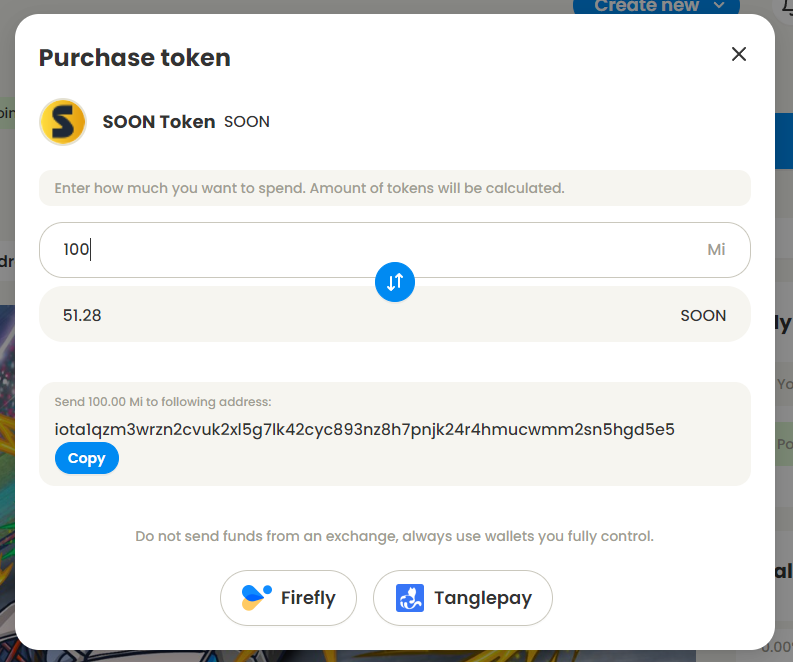 Create new
Purchase token
SOON Token SOON
Enter how much you want to spend. Amount of tokens will be calculated.
100 Mi
51.28 SOON
Send 100.00 Mi to following address:
iota1qzm3wrzn2cvuk2xl5g7lk42cyc893nz8h7pnjk24r4hmucwmm2sn5hgd5e5
Copy
Do not send funds from an exchange, always use wallets you fully control.
Firefly Tanglepay